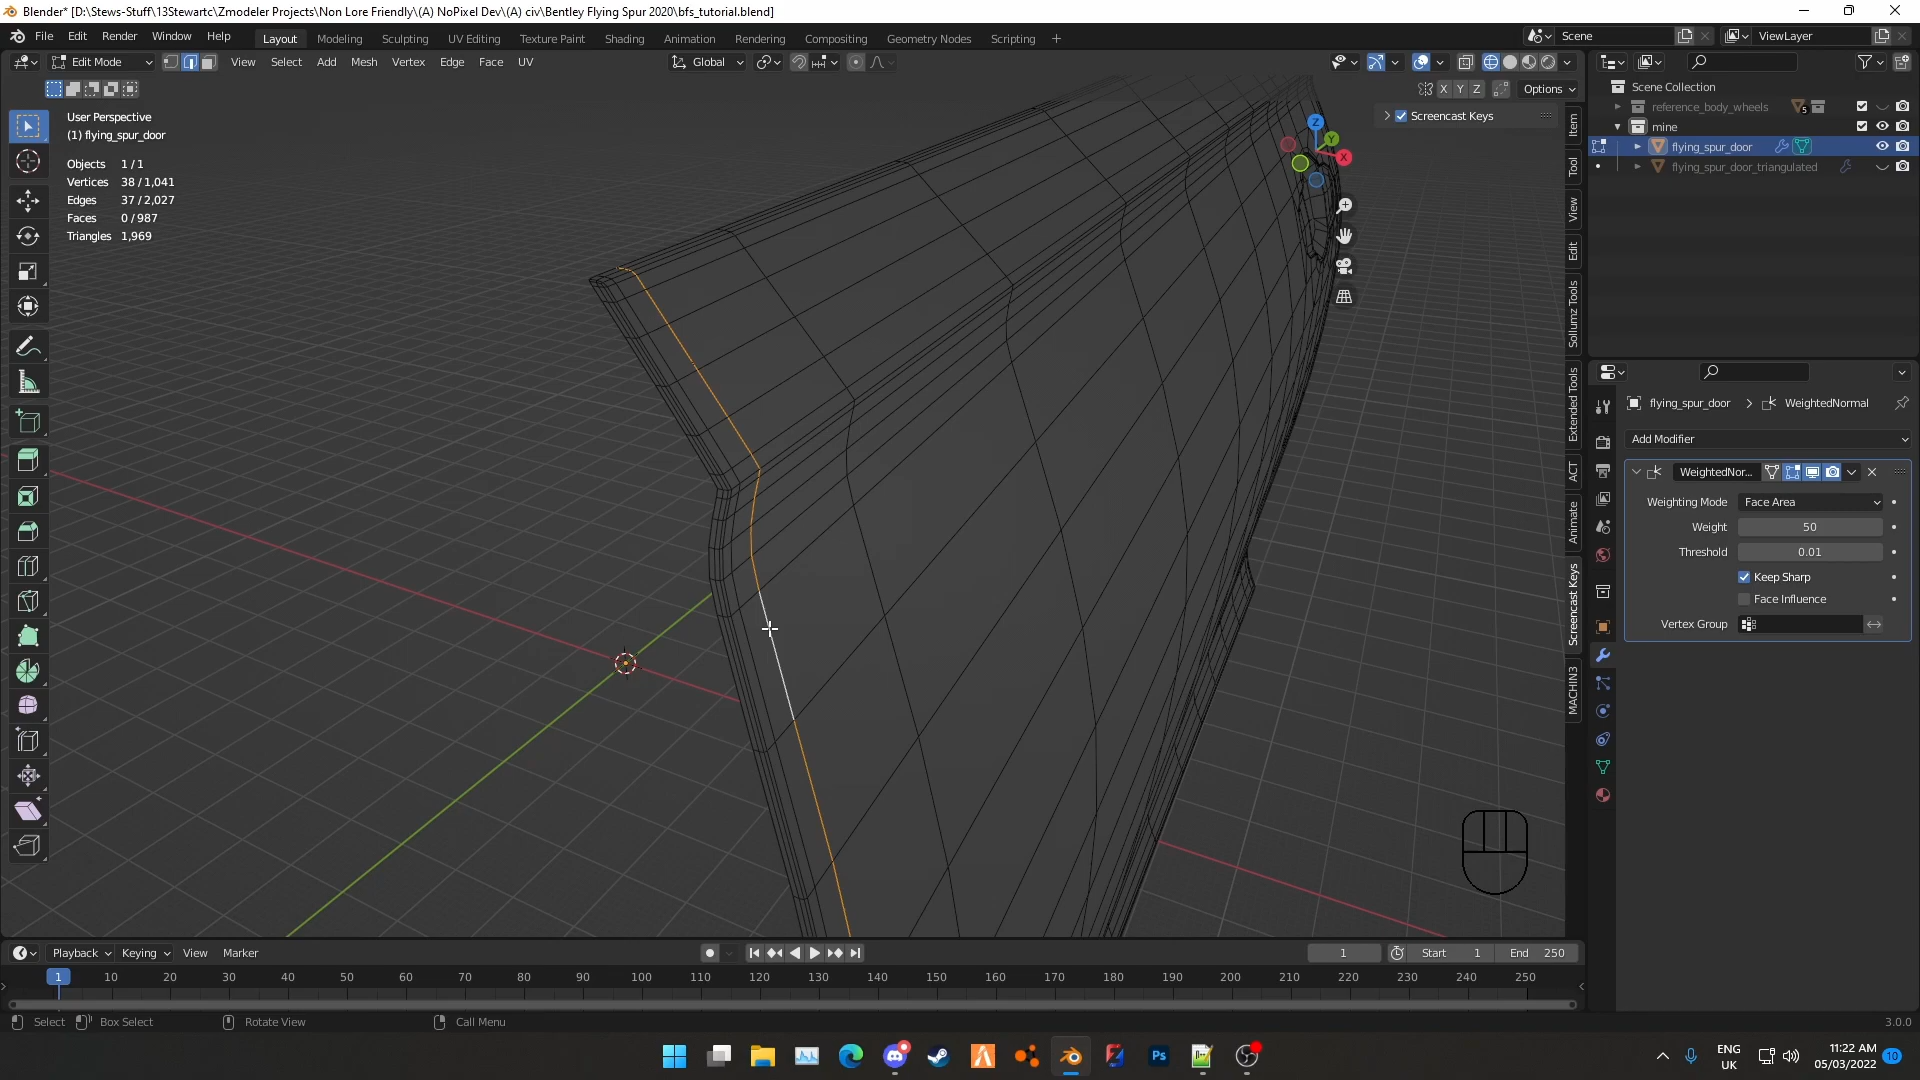 Blender* [D:\Stews-Stuff\13Stewartc\Zmodeler Projects\Non Lore Friendly\(A) NoPixel Dev\(A) civ\Bentley Flying Spur 2020\bfs_tutorial.blend]
File Edit Render Window Help Layout Modeling Sculpting UV Editing Texture Paint Shading Animation Rendering Compositing Geometry Nodes Scripting + Scene ViewLayer
Edit Mode View Select Add Mesh Vertex Edge Face UV Global
X Y Z Options
User Perspective
(1) flying_spur_door
Objects 1/1
Vertices 38/1,041
Edges 37/2,027
Faces 0/987
Triangles 1,969
Screencast Keys
Z
Y
X
Item
Tool
View
Edit
Sollumz Tools
Extended Tools
ACT
Animate
Screencast Keys
MACHIN3
Scene Collection
reference_body_wheels 5
mine
flying_spur_door
flying_spur_door_triangulated
flying_spur_door > WeightedNormal
Add Modifier
WeightedNor...
Weighting Mode Face Area
Weight 50
Threshold 0.01
Keep Sharp
Face Influence
Vertex Group
Playback Keying View Marker 1 Start 1 End 250
1 10 20 30 40 50 60 70 80 90 100 110 120 130 140 150 160 170 180 190 200 210 220 230 240 250
Select Box Select Rotate View Call Menu 3.0.0
Ps
ENG
UK
11:22 AM
05/03/2022
10